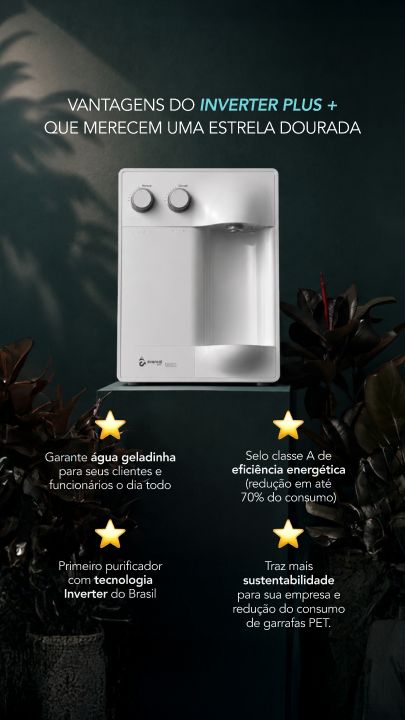 VANTAGENS DO INVERTER PLUS +
QUE MERECEM UMA ESTRELA DOURADA
Garante água geladinha
para seus clientes e
funcionários o dia todo
Selo classe A de
eficiência energética
(redução em até
70% do consumo)
Primeiro purificador
com tecnologia
Inverter do Brasil
Traz mais
sustentabilidade
para sua empresa e
redução do consumo
de garrafas PET.